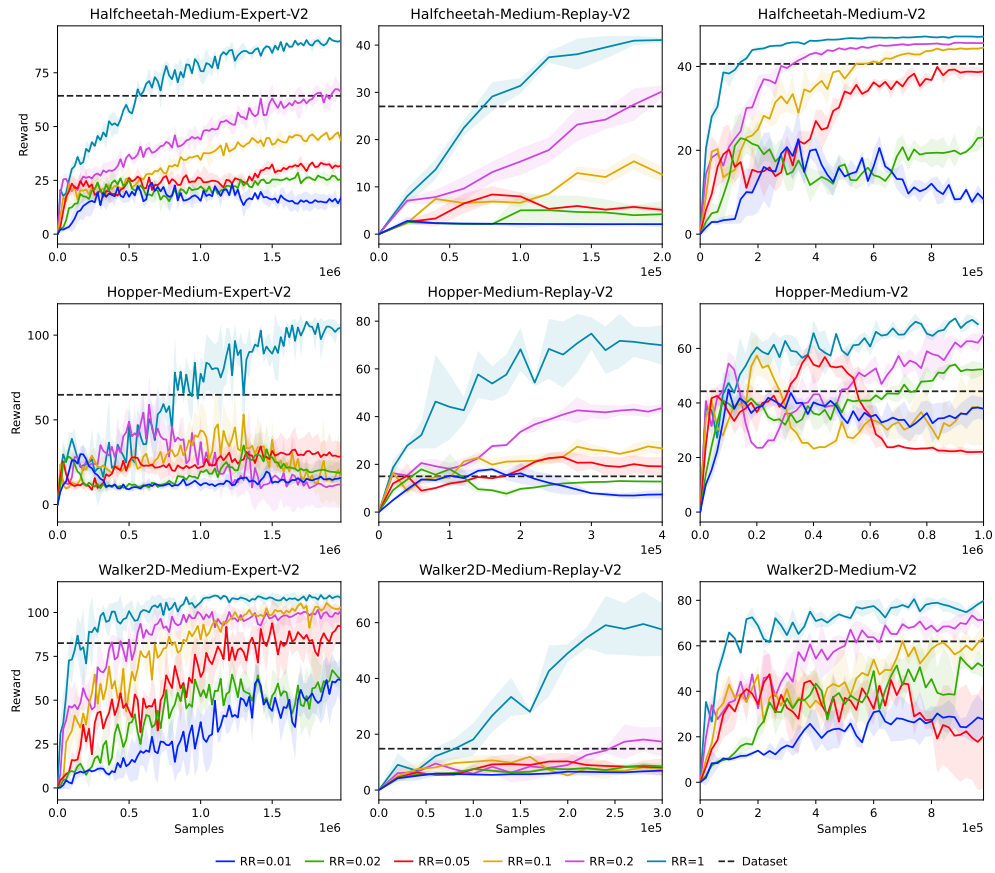 Halfcheetah-Medium-Expert-V2
Halfcheetah-Medium-Replay-V2
Halfcheetah-Medium-V2
Reward
75
50
25
0
0.0 0.5 1.0 1.5
1e6
40
30
20
10
0
0.0 0.5 1.0 1.5 2.0
1e5
40
20
0
0 2 4 6 8
1e5
Hopper-Medium-Expert-V2
Hopper-Medium-Replay-V2
Hopper-Medium-V2
Reward
100
50
0
0.0 0.5 1.0 1.5
1e6
80
60
40
20
0
0 1 2 3 4
1e5
60
40
20
0
0.0 0.2 0.4 0.6 0.8 1.0
1e6
Walker2D-Medium-Expert-V2
Walker2D-Medium-Replay-V2
Walker2D-Medium-V2
Reward
100
75
50
25
0
0.0 0.5 1.0 1.5
Samples
1e6
60
40
20
0
0.0 0.5 1.0 1.5 2.0 2.5 3.0
Samples
1e5
80
60
40
20
0
0 2 4 6 8
Samples
1e5
RR=0.01 RR=0.02 RR=0.05 RR=0.1 RR=0.2 RR=1 Dataset